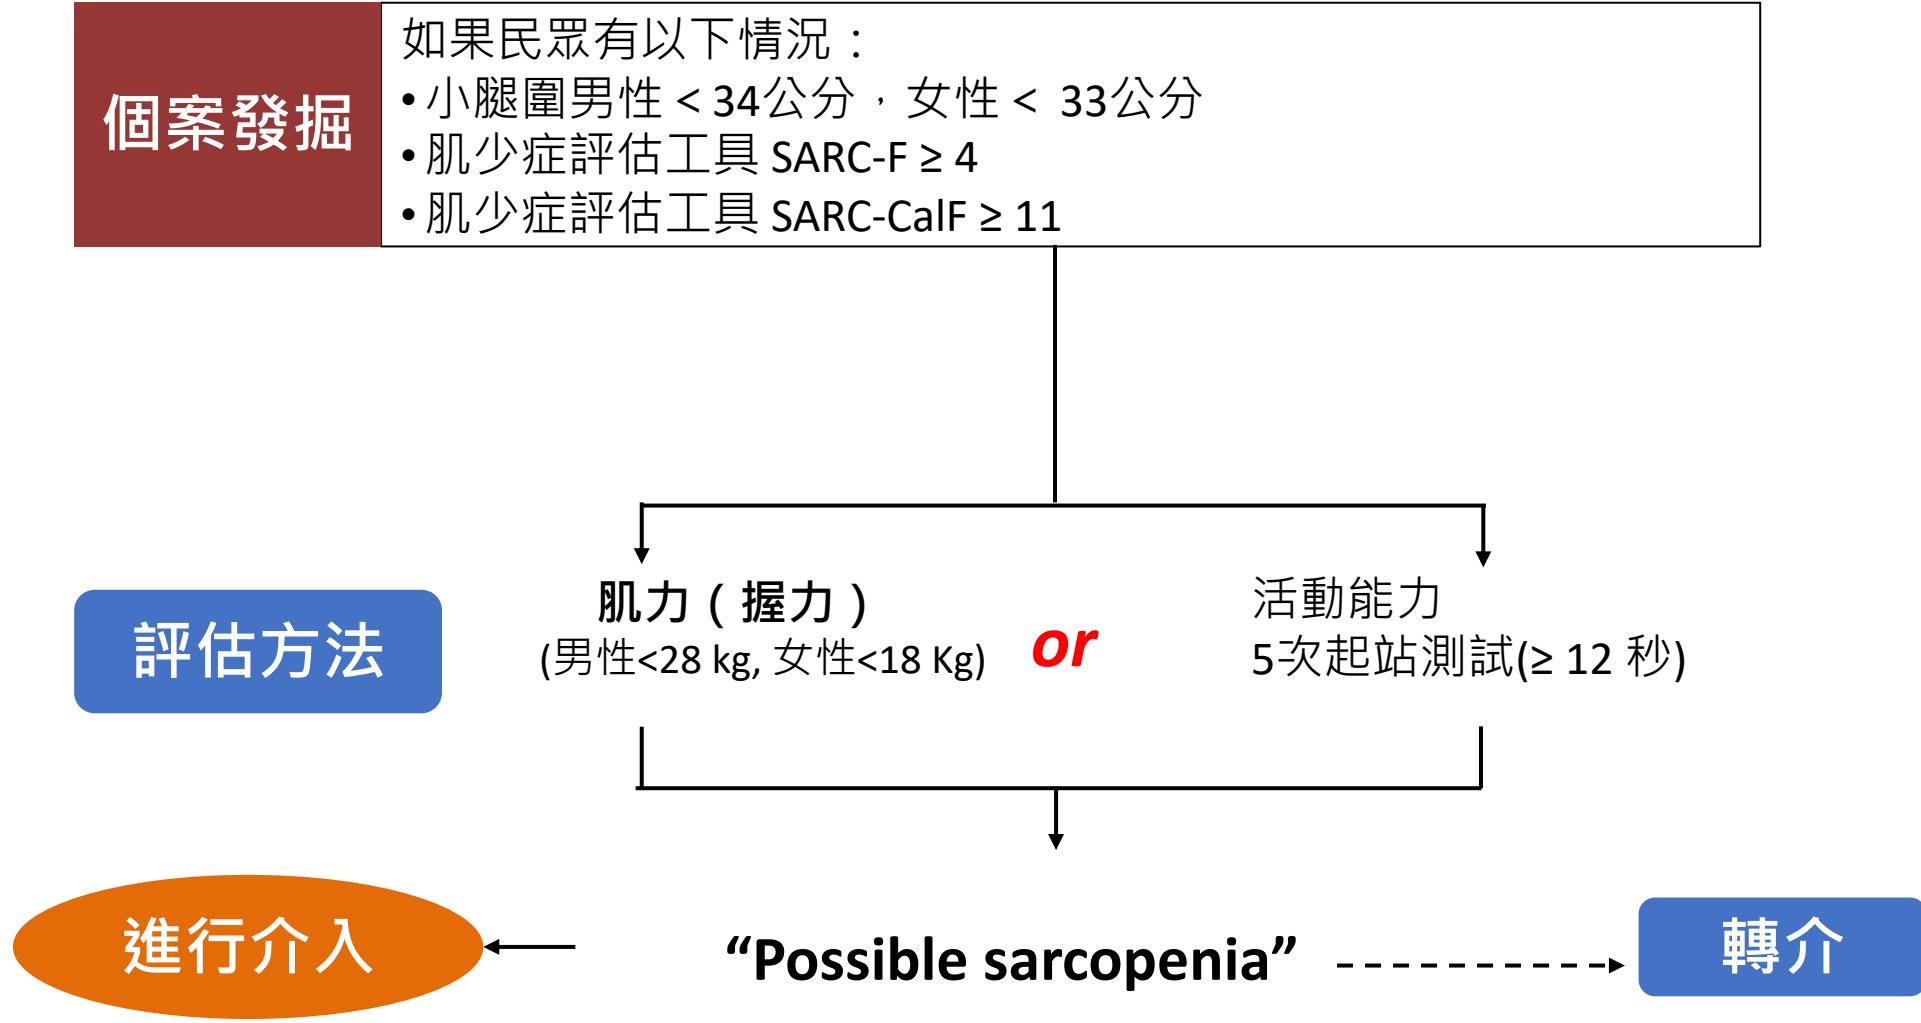 個案發掘
如果民眾有以下情況：
•小腿圍男性 < 34公分，女性 < 33公分
•肌少症評估工具 SARC-F ≥ 4
•肌少症評估工具 SARC-CalF ≥ 11
評估方法
肌力（握力）
(男性<28 kg, 女性<18 Kg)
or
活動能力
5次起站測試(≥ 12 秒)
進行介入
“Possible sarcopenia”
轉介